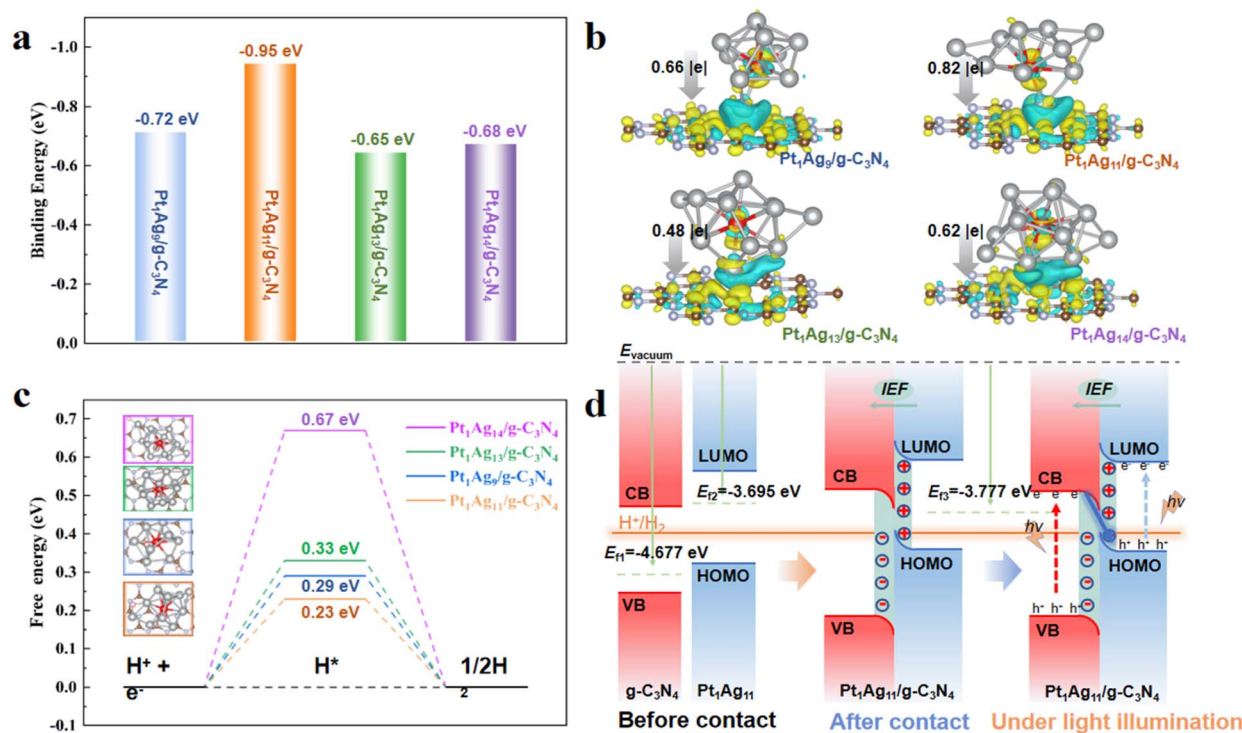 a
-1.0
-0.8
-0.6
-0.4
-0.2
0.0
Binding Energy (eV)
-0.72 eV
-0.95 eV
-0.65 eV
-0.68 eV
Pt₁Ag₉/g-C₃N₄
Pt₁Ag₁₁/g-C₃N₄
Pt₁Ag₁₃/g-C₃N₄
Pt₁Ag₁₄/g-C₃N₄
b
0.66 |e|
Pt₁Ag₉/g-C₃N₄
0.82 |e|
Pt₁Ag₁₁/g-C₃N₄
0.48 |e|
Pt₁Ag₁₃/g-C₃N₄
0.62 |e|
Pt₁Ag₁₄/g-C₃N₄
c
0.7
0.6
0.5
0.4
0.3
0.2
0.1
0.0
-0.1
Free energy (eV)
0.67 eV
0.33 eV
0.29 eV
0.23 eV
Pt₁Ag₁₄/g-C₃N₄
Pt₁Ag₁₃/g-C₃N₄
Pt₁Ag₉/g-C₃N₄
Pt₁Ag₁₁/g-C₃N₄
H⁺ +
e⁻
H*
1/2H
2
d
Evacuum
CB
LUMO
Ef2=-3.695 eV
H⁺/H₂
Ef1=-4.677 eV
HOMO
VB
g-C₃N₄
Pt₁Ag₁₁
Before contact
IEF
LUMO
CB
Ef3=-3.777 eV
HOMO
VB
Pt₁Ag₁₁/g-C₃N₄
After contact
IEF
LUMO
e⁻ e⁻ e⁻
CB
e⁻ e⁻ e⁻
hv
hv
h⁺ h⁺ h⁺
HOMO
h⁺ h⁺ h⁺
VB
Pt₁Ag₁₁/g-C₃N₄
Under light illumination